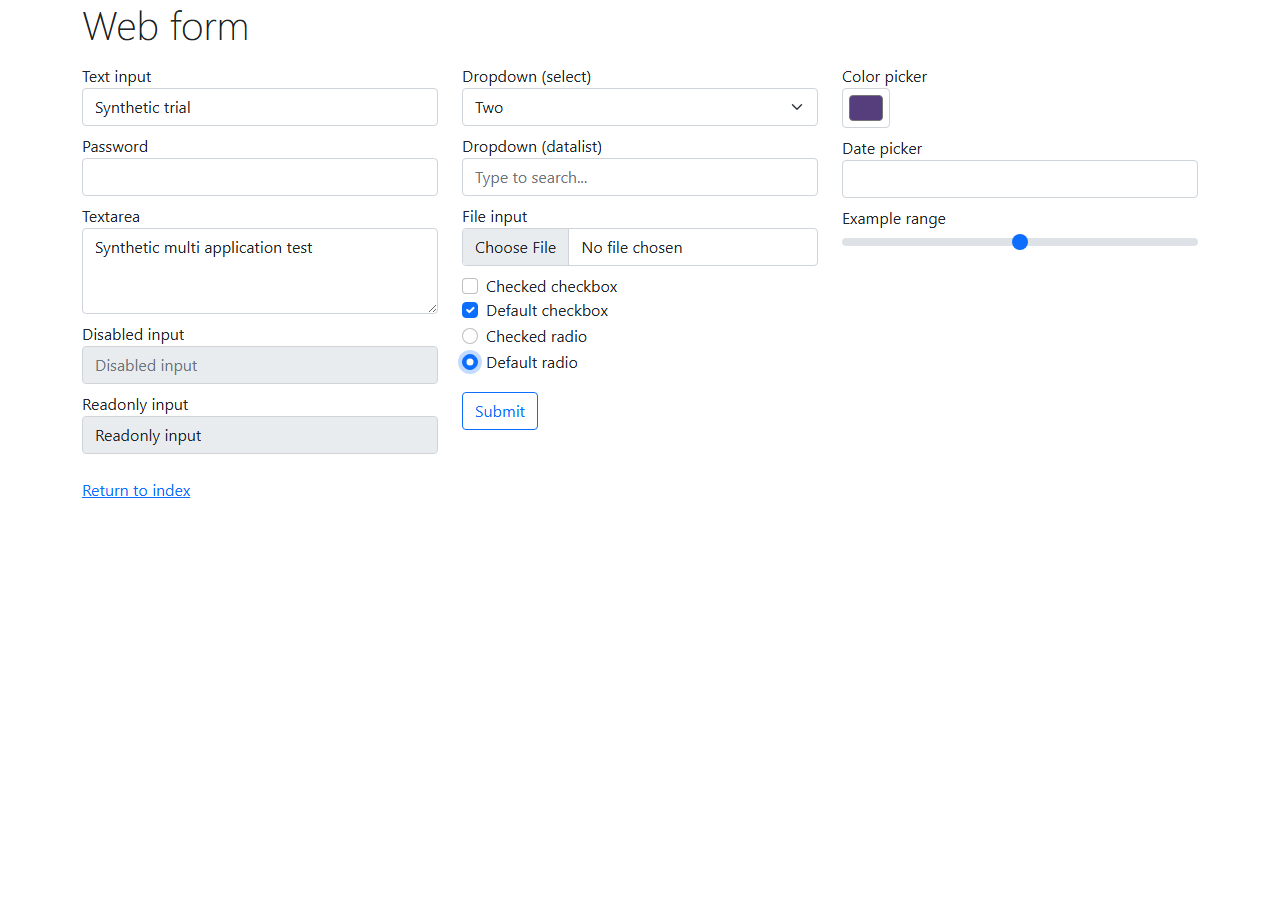 Web form
Text input
Synthetic trial
Password
Textarea
Synthetic multi application test
Disabled input
Disabled input
Readonly input
Readonly input
Return to index
Dropdown (select)
Two
Dropdown (datalist)
Type to search...
File input
Choose File No file chosen
Checked checkbox
Default checkbox
Checked radio
Default radio
Submit
Color picker
Date picker
Example range